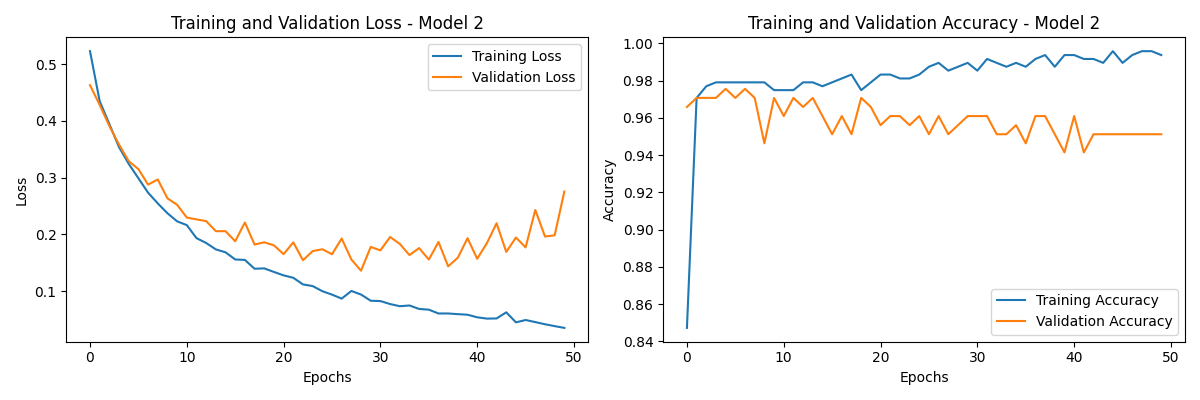 Training and Validation Loss - Model 2
Training Loss
Validation Loss
0.5
0.4
0.3
0.2
0.1
Loss
0 10 20 30 40 50
Epochs
Training and Validation Accuracy - Model 2
1.00
0.98
0.96
0.94
0.92
0.90
0.88
0.86
0.84
Accuracy
Training Accuracy
Validation Accuracy
0 10 20 30 40 50
Epochs